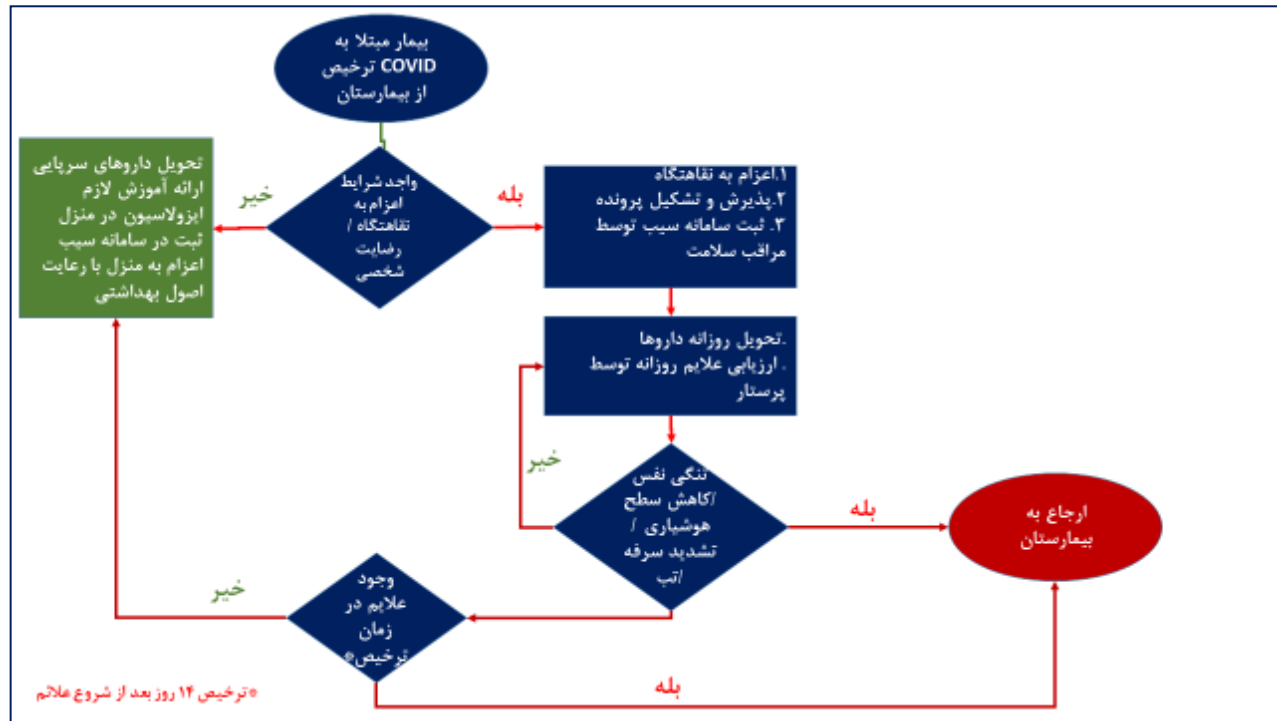 بیمار مبتلا به
COVID ترخیص
از بیمارستان
واجد شرایط
اعزام به
نقاهتگاه /
رضایت
شخصی
خیر
بله
تحویل داروهای سرپایی
ارائه آموزش لازم
ایزولاسیون در منزل
ثبت در سامانه سیب
اعزام به منزل با رعایت
اصول بهداشتی
۱.اعزام به نقاهتگاه
۲.پذیرش و تشکیل پرونده
۳. ثبت سامانه سیب توسط
مراقب سلامت
.تحویل روزانه داروها
. ارزیابی علایم روزانه توسط
پرستار
تنگی نفس
/کاهش سطح
هوشیاری /
تشدید سرفه
/تب
خیر
بله
ارجاع به
بیمارستان
وجود
علایم در
زمان
ترخیص*
خیر
بله
*ترخیص ۱۴ روز بعد از شروع علائم